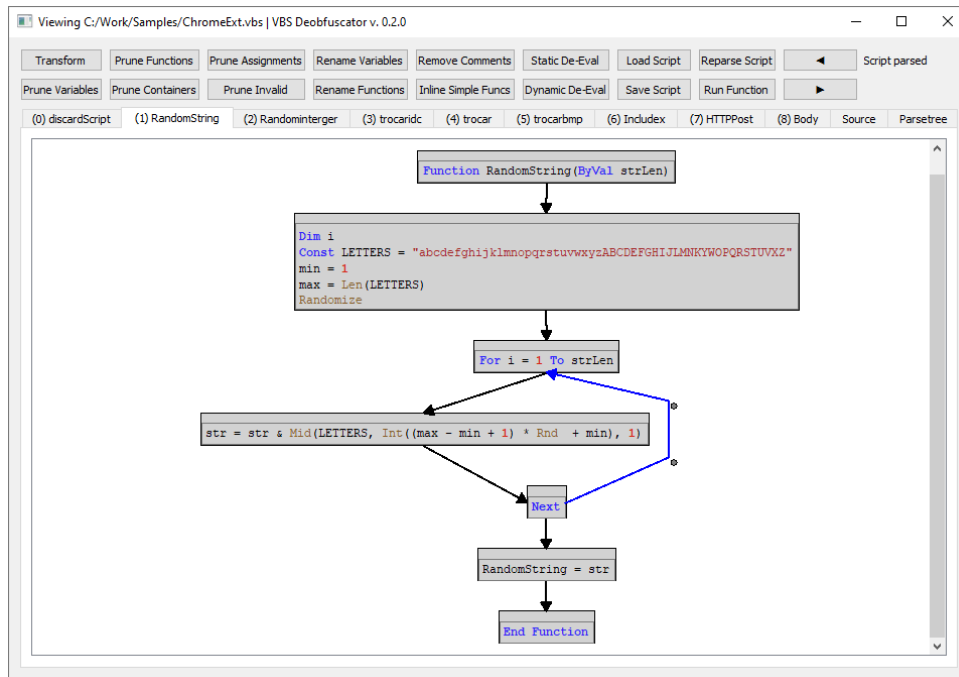 Viewing C:/Work/Samples/ChromeExt.vbs | VBS Deobfuscator v. 0.2.0
Transform Prune Functions Prune Assignments Rename Variables Remove Comments Static De-Eval Load Script Reparse Script Script parsed
Prune Variables Prune Containers Prune Invalid Rename Functions Inline Simple Funcs Dynamic De-Eval Save Script Run Function
(0) discardScript (1) RandomString (2) Randominterger (3) trocaridc (4) trocar (5) trocarbmp (6) Includex (7) HTTPPost (8) Body Source Parsetree
Function RandomString(ByVal strLen)
Dim i
Const LETTERS = "abcdefghijklmnopqrstuvwxyzABCDEFGHIJLMNKYWOPQRSTUVXZ"
min = 1
max = Len(LETTERS)
Randomize
For i = 1 To strLen
str = str & Mid(LETTERS, Int((max - min + 1) * Rnd  + min), 1)
Next
RandomString = str
End Function